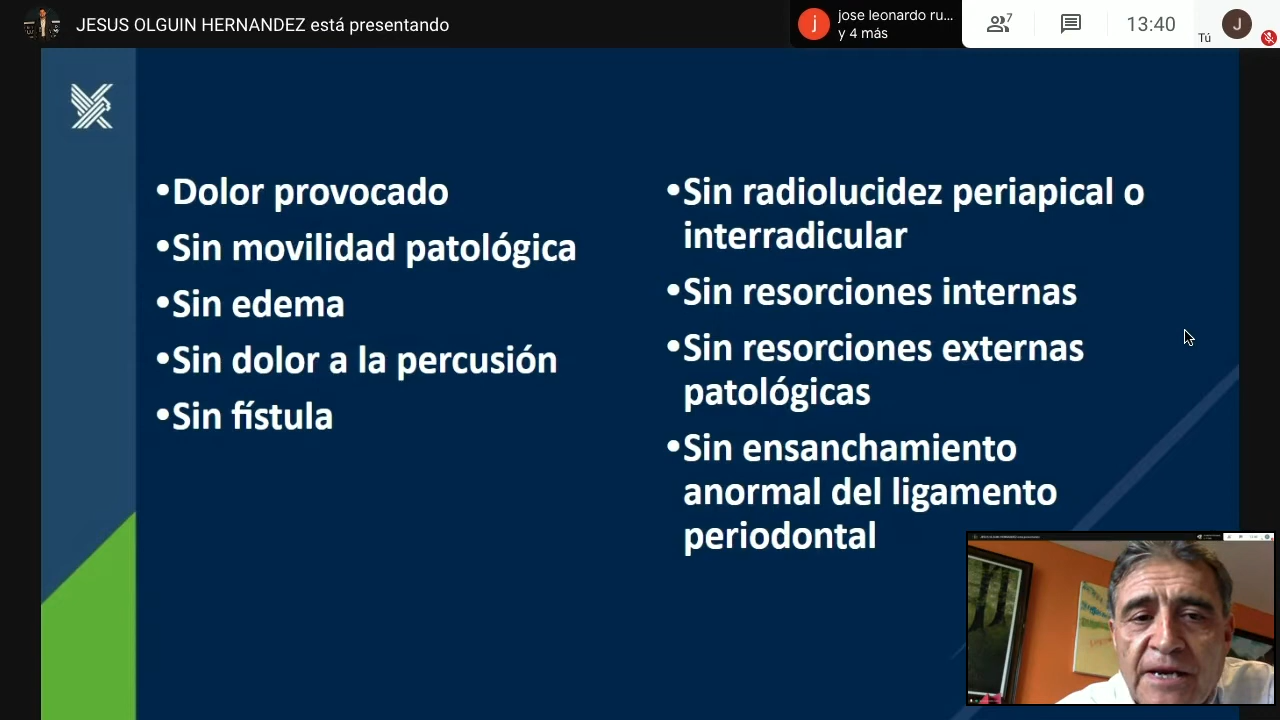 JESUS OLGUIN HERNANDEZ está presentando
j
jose leonardo ru...
y 4 más
7
13:40
Tú
J
•Dolor provocado
•Sin movilidad patológica
•Sin edema
•Sin dolor a la percusión
•Sin fístula
•Sin radiolucidez periapical o
interradicular
•Sin resorciones internas
•Sin resorciones externas
patológicas
•Sin ensanchamiento
anormal del ligamento
periodontal